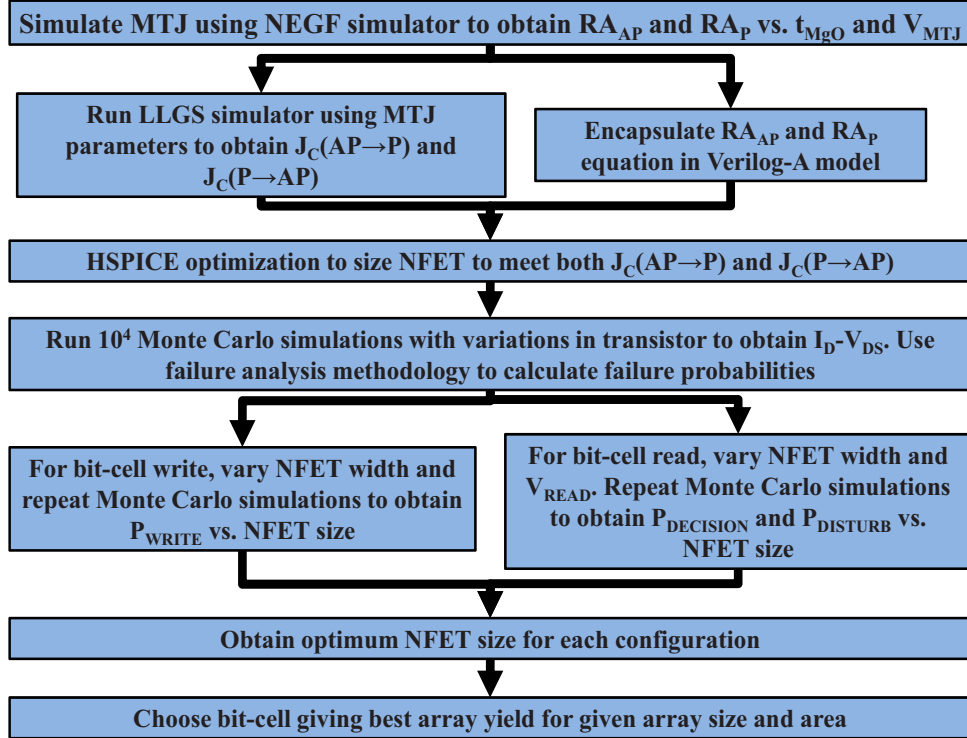 Simulate MTJ using NEGF simulator to obtain RA_AP and RA_P vs. t_MgO and V_MTJ
Run LLGS simulator using MTJ
parameters to obtain J_C(AP→P) and
J_C(P→AP)
Encapsulate RA_AP and RA_P
equation in Verilog-A model
HSPICE optimization to size NFET to meet both J_C(AP→P) and J_C(P→AP)
Run 10⁴ Monte Carlo simulations with variations in transistor to obtain I_D-V_DS. Use
failure analysis methodology to calculate failure probabilities
For bit-cell write, vary NFET width and
repeat Monte Carlo simulations to obtain
P_WRITE vs. NFET size
For bit-cell read, vary NFET width and
V_READ. Repeat Monte Carlo simulations
to obtain P_DECISION and P_DISTURB vs.
NFET size
Obtain optimum NFET size for each configuration
Choose bit-cell giving best array yield for given array size and area